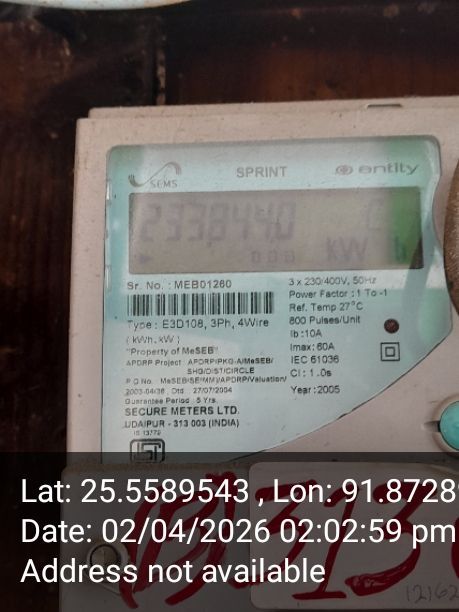 SEMS
SPRINT
entity
233844.0 C
kW h
Sr. No. : MEB01260
3 x 230/400V, 50Hz
Power Factor : 1 To -1
Ref. Temp 27°C
800 Pulses/Unit
Ib :10A
Imax: 60A
IEC 61036
Cl : 1.0s
Year : 2005
Type : E3D108, 3Ph, 4Wire
( kWh, kW )
"Property of MeSEB"
APDRP Project : APDRP/PKG-A/MeSEB/
SHG/DIST/CIRCLE
P O No. MeSEB/SE(MM)/APDRP/Valuation/
2003-04/36 , Dtd. 27/07/2004
Guarantee Period : 5 Yrs.
SECURE METERS LTD.
UDAIPUR - 313 003 (INDIA)
IS 13779
Lat: 25.5589543 , Lon: 91.8728
Date: 02/04/2026 02:02:59 pm
Address not available